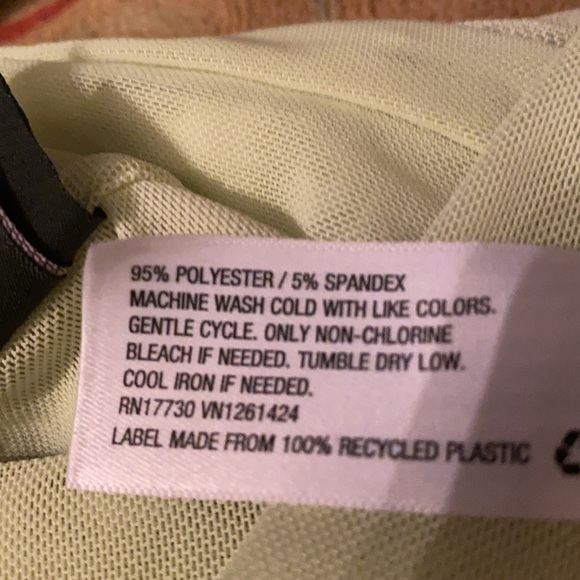 95% POLYESTER / 5% SPANDEX
MACHINE WASH COLD WITH LIKE COLORS.
GENTLE CYCLE. ONLY NON-CHLORINE
BLEACH IF NEEDED. TUMBLE DRY LOW.
COOL IRON IF NEEDED.
RN17730 VN1261424
LABEL MADE FROM 100% RECYCLED PLASTIC